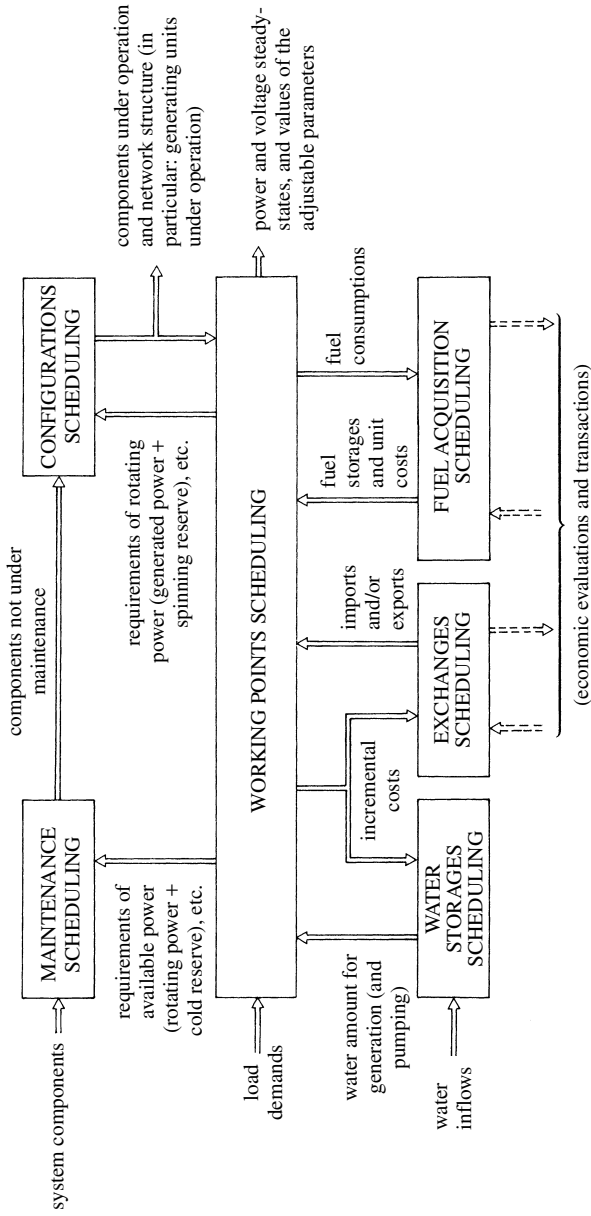 system components
MAINTENANCE
SCHEDULING
components not under
maintenance
CONFIGURATIONS
SCHEDULING
components under operation
and network structure (in
particular: generating units
under operation)
requirements of
available power
(rotating power +
cold reserve), etc.
requirements of rotating
power (generated power +
spinning reserve), etc.
load
demands
WORKING POINTS SCHEDULING
power and voltage steady-
states, and values of the
adjustable parameters
water amount for
generation (and
pumping)
incremental
costs
imports
and/or
exports
fuel
storages
and unit
costs
fuel
consumptions
water
inflows
WATER
STORAGES
SCHEDULING
EXCHANGES
SCHEDULING
FUEL ACQUISITION
SCHEDULING
(economic evaluations and transactions)